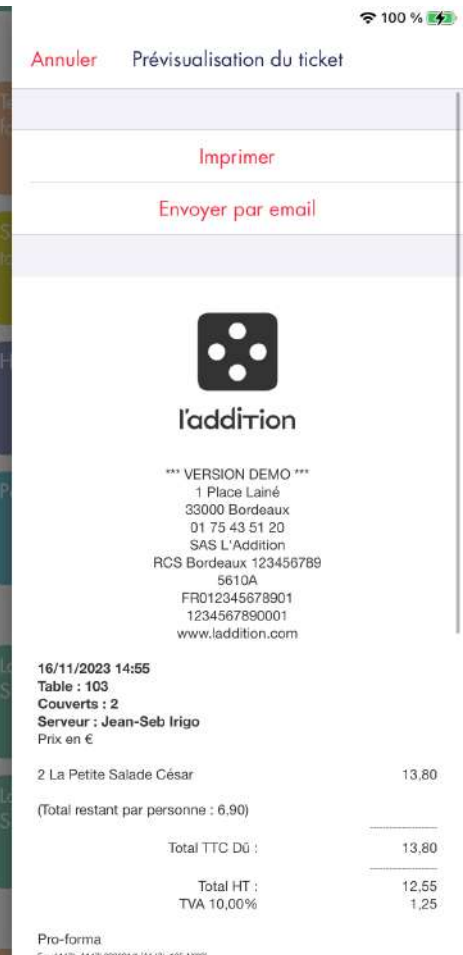 100 %
Annuler Prévisualisation du ticket
Imprimer
Envoyer par email
l'addition
*** VERSION DEMO ***
1 Place Lainé
33000 Bordeaux
01 75 43 51 20
SAS L'Addition
RCS Bordeaux 123456789
5610A
FR012345678901
1234567890001
www.laddition.com
16/11/2023 14:55
Table : 103
Couverts : 2
Serveur : Jean-Seb Irigo
Prix en €
2 La Petite Salade César 13,80
(Total restant par personne : 6,90)
Total TTC Dû : 13,80
Total HT : 12,55
TVA 10,00% 1,25
Pro-forma